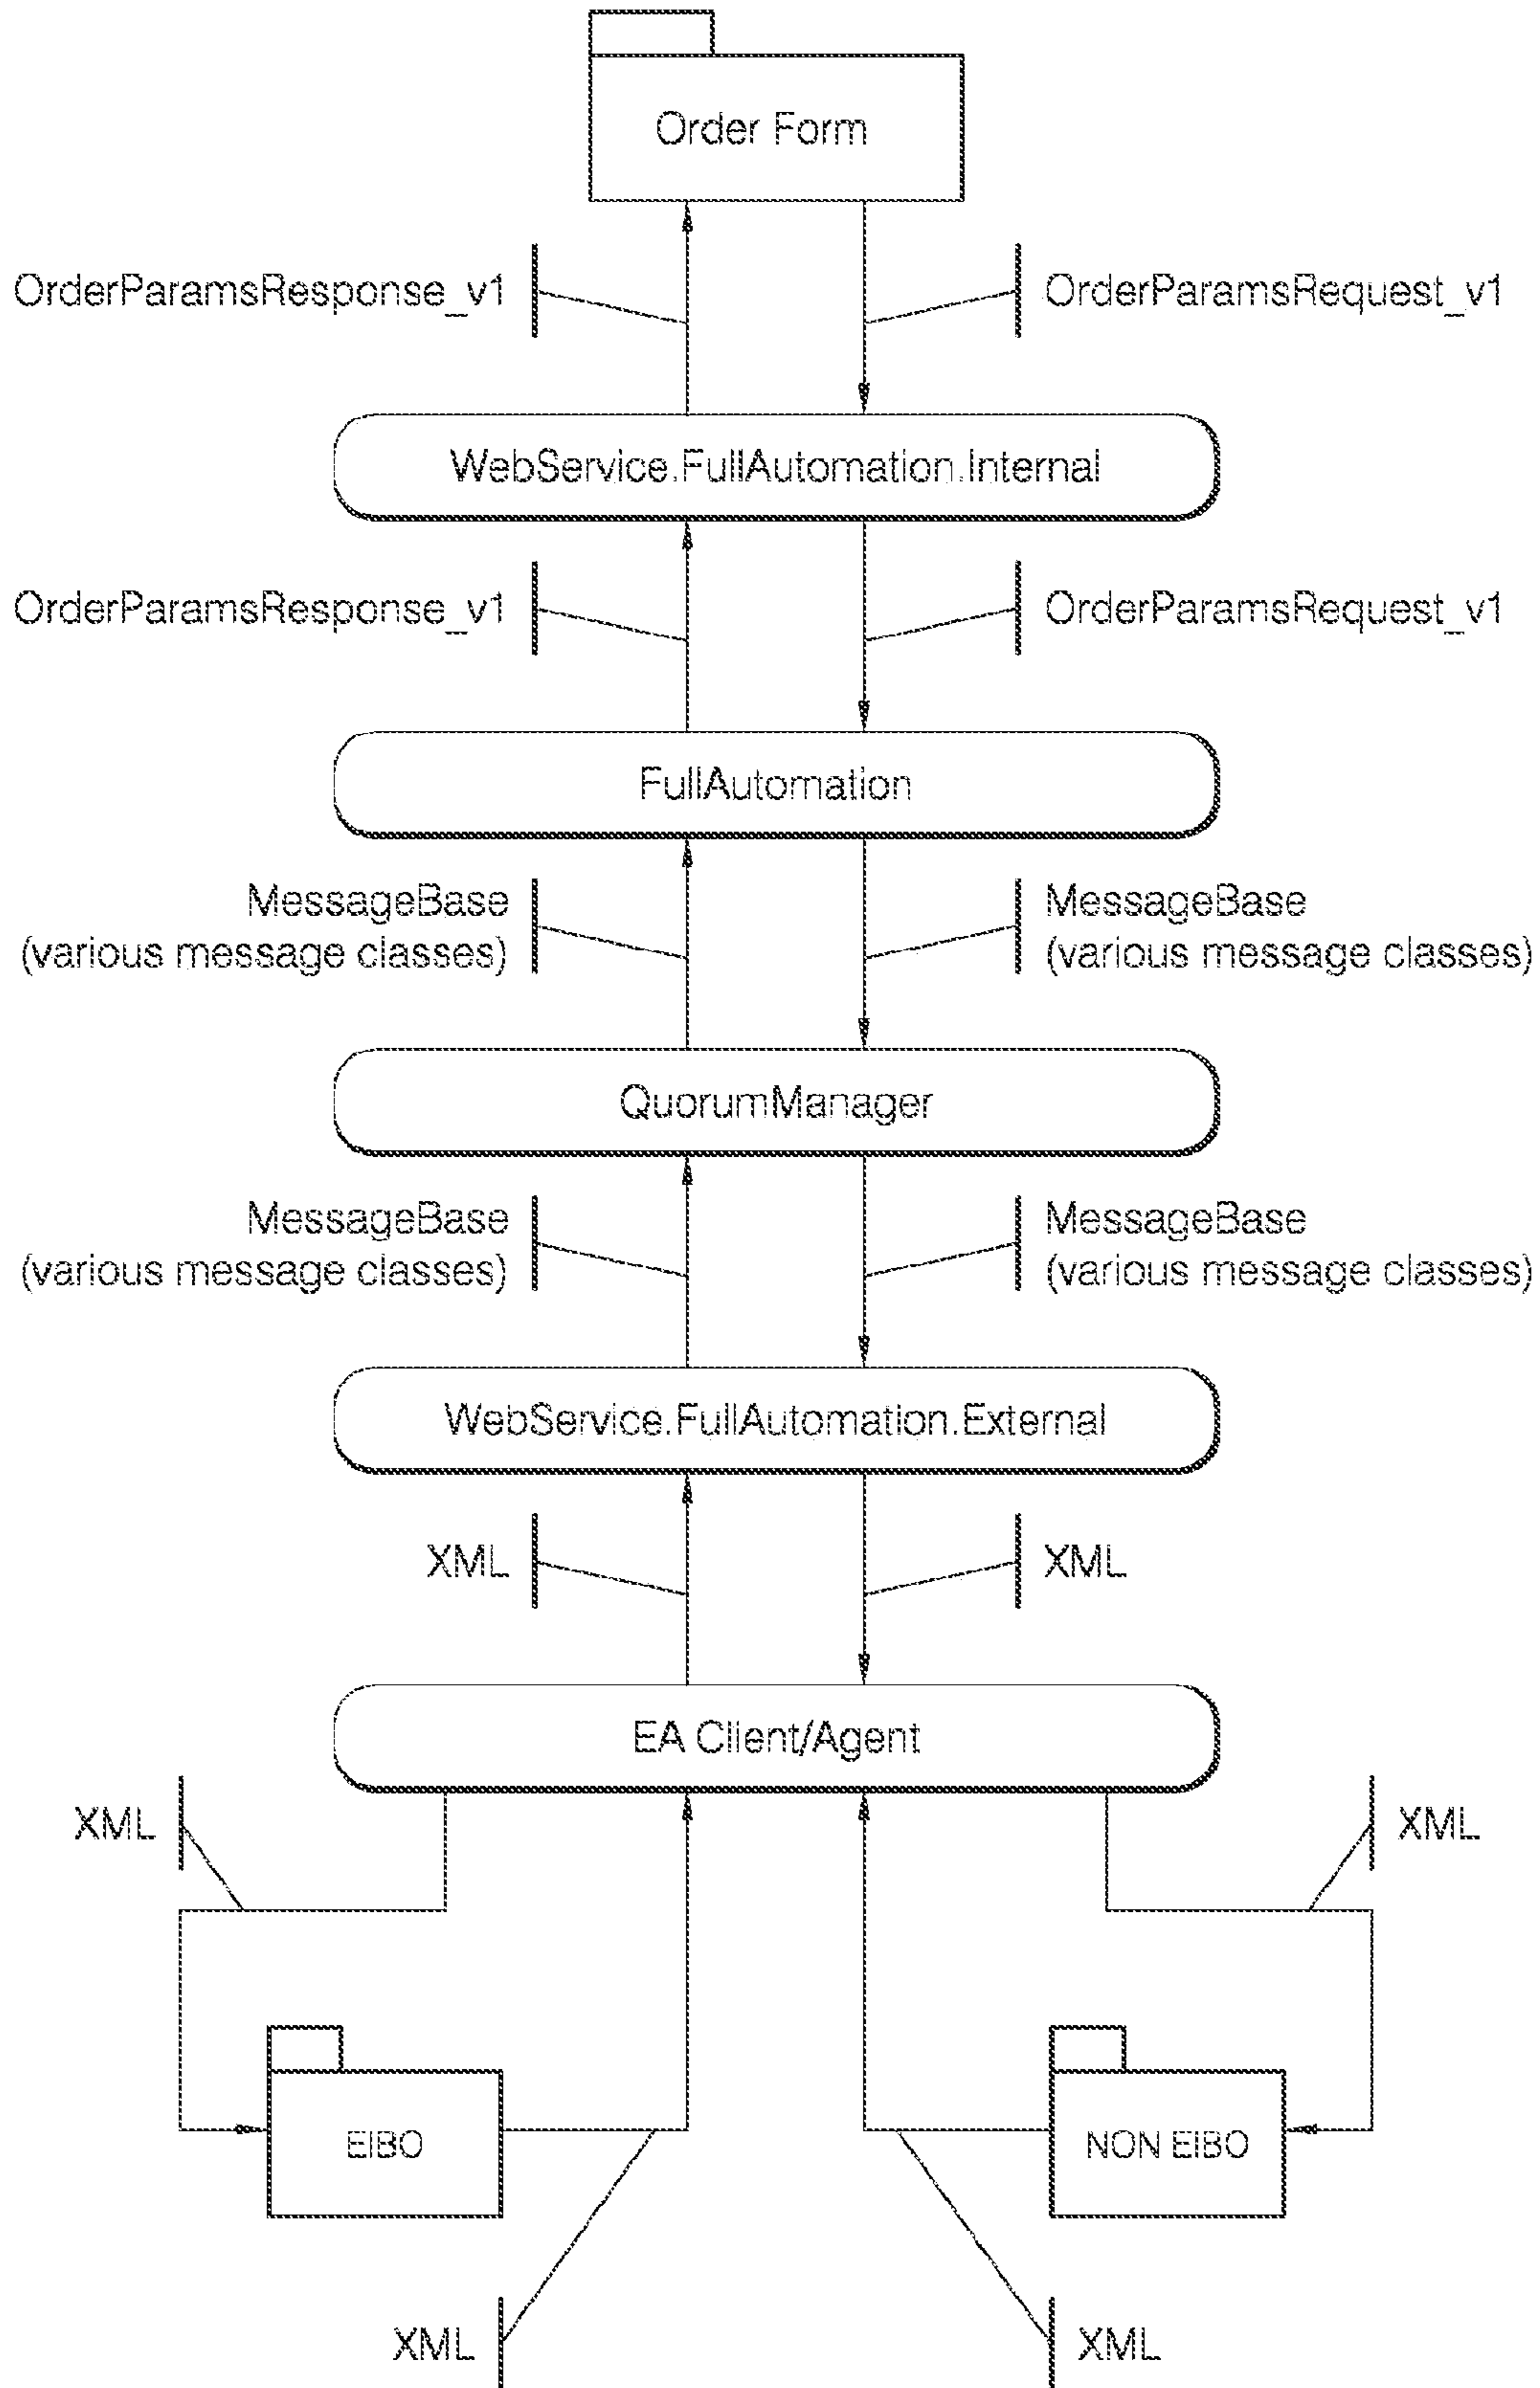 Order Form
OrderParamsResponse_v1
OrderParamsRequest_v1
WebService.FullAutomation.Internal
OrderParamsResponse_v1
OrderParamsRequest_v1
FullAutomation
MessageBase
(various message classes)
MessageBase
(various message classes)
QuorumManager
MessageBase
(various message classes)
MessageBase
(various message classes)
WebService.FullAutomation.External
XML
XML
EA Client/Agent
XML
XML
EIBO
NON EIBO
XML
XML